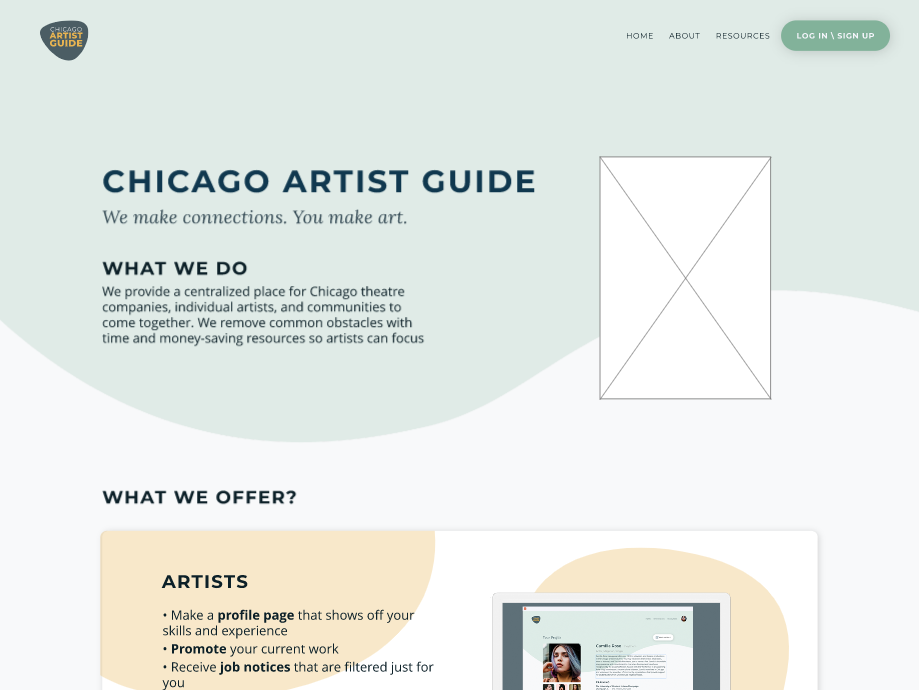 CHICAGO
ARTIST
GUIDE
HOME ABOUT RESOURCES LOG IN \ SIGN UP
CHICAGO ARTIST GUIDE
We make connections. You make art.
WHAT WE DO
We provide a centralized place for Chicago theatre
companies, individual artists, and communities to
come together. We remove common obstacles with
time and money-saving resources so artists can focus
WHAT WE OFFER?
ARTISTS
• Make a profile page that shows off your
skills and experience
• Promote your current work
• Receive job notices that are filtered just for
you
Your Profile
Camille Rose